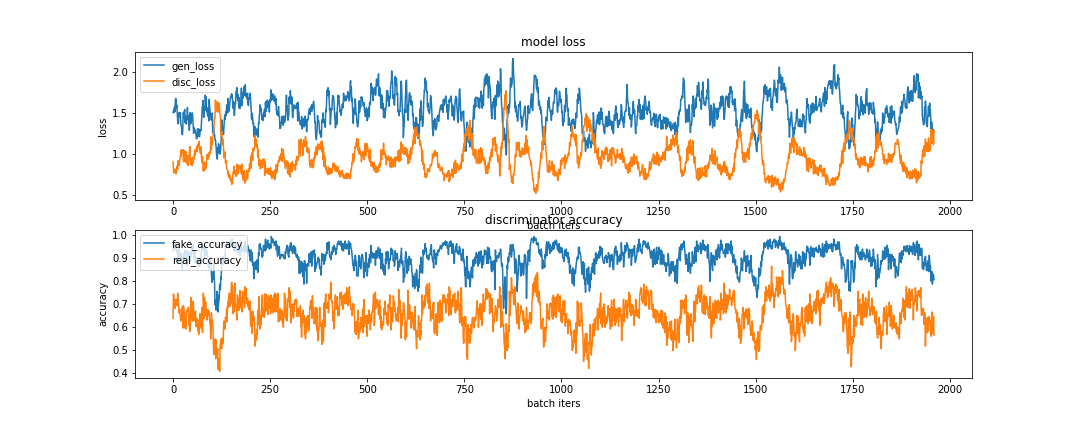 model loss
gen_loss
disc_loss
loss
2.0
1.5
1.0
0.5
0 250 500 750 1000 1250 1500 1750 2000
batch iters
discriminator accuracy
fake_accuracy
real_accuracy
accuracy
1.0
0.9
0.8
0.7
0.6
0.5
0.4
0 250 500 750 1000 1250 1500 1750 2000
batch iters